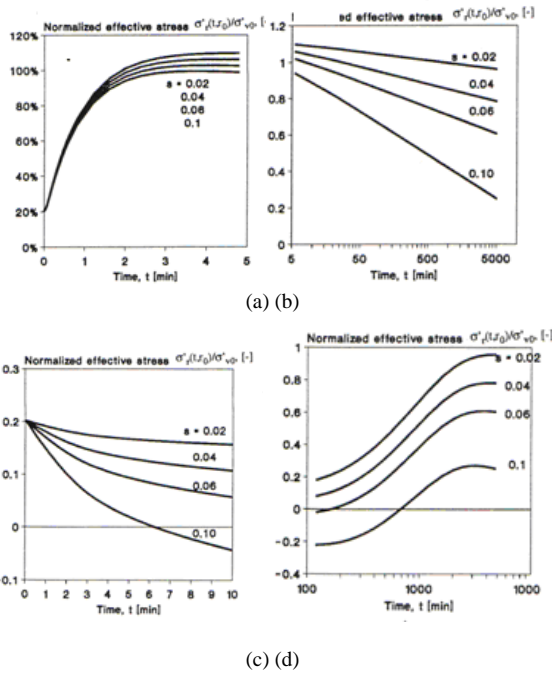 Normalized effective stress σ'r(t,r0)/σ'v0, [-
120%
100%
80%
60%
40%
20%
0%
s = 0.02
0.04
0.06
0.1
0 1 2 3 4 5
Time, t [min]
ed effective stress σ'r(t,r0)/σ'v0, [-]
1.2
1
0.8
0.6
0.4
0.2
0
s = 0.02
0.04
0.06
0.10
5 50 500 5000
Time, t [min]
(a) (b)
Normalized effective stress σ'r(t,r0)/σ'v0, [-]
0.3
0.2
0.1
0
0.1
s = 0.02
0.04
0.06
0.10
0 1 2 3 4 5 6 7 8 9 10
Time, t [min]
Normalized effective stress σ'r(t,r0)/σ'v0, [-]
1
0.8
0.6
0.4
0.2
0
-0.2
-0.4
s = 0.02
0.04
0.06
0.1
100 1000 1000
Time, t [min]
(c) (d)